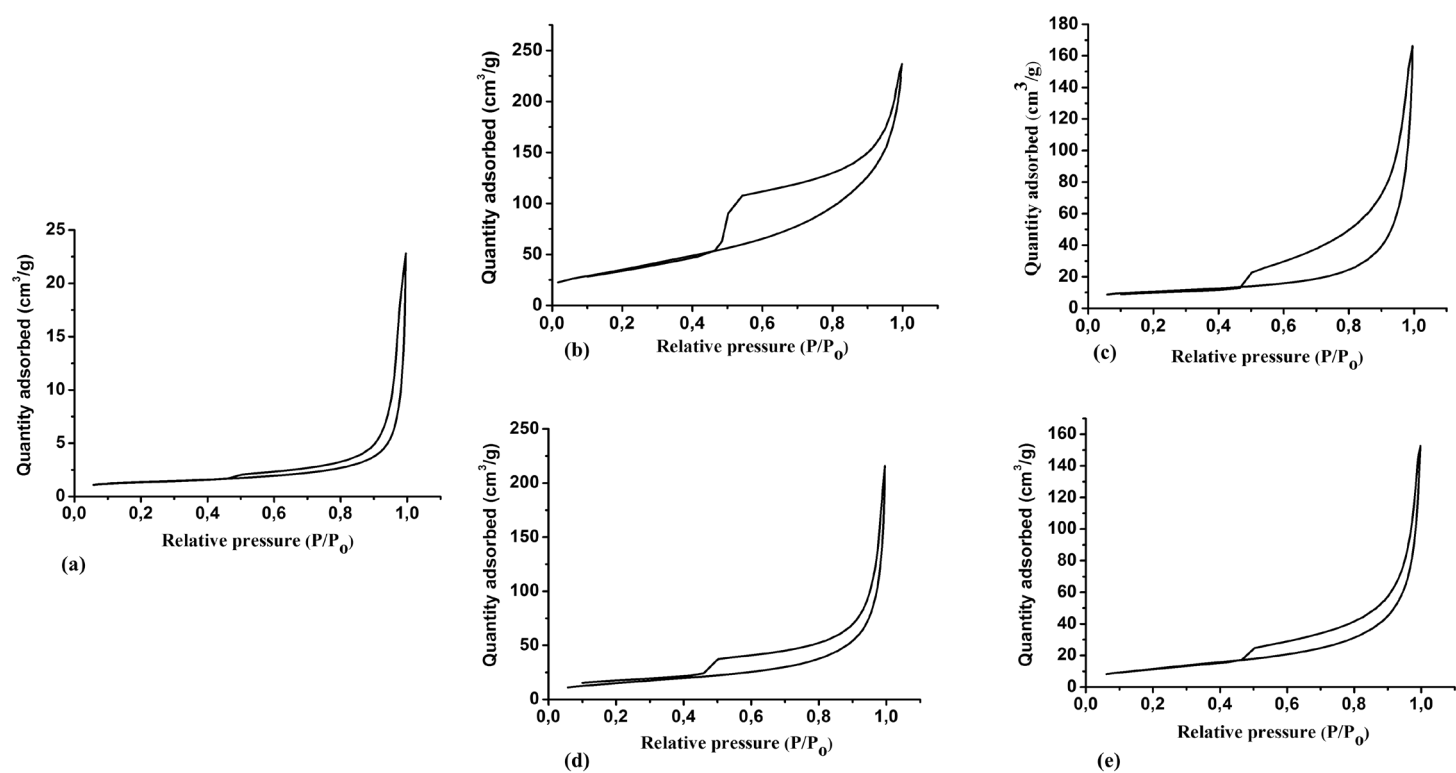 25
20
15
10
5
0
Quantity adsorbed (cm³/g)
0,0 0,2 0,4 0,6 0,8 1,0
Relative pressure (P/Po)
(a)
250
200
150
100
50
0
Quantity adsorbed (cm³/g)
0,0 0,2 0,4 0,6 0,8 1,0
Relative pressure (P/Po)
(b)
180
160
140
120
100
80
60
40
20
0
Quantity adsorbed (cm³/g)
0,0 0,2 0,4 0,6 0,8 1,0
Relative pressure (P/Po)
(c)
250
200
150
100
50
0
Quantity adsorbed (cm³/g)
0,0 0,2 0,4 0,6 0,8 1,0
Relative pressure (P/Po)
(d)
160
140
120
100
80
60
40
20
0
Quantity adsorbed (cm³/g)
0,0 0,2 0,4 0,6 0,8 1,0
Relative pressure (P/Po)
(e)